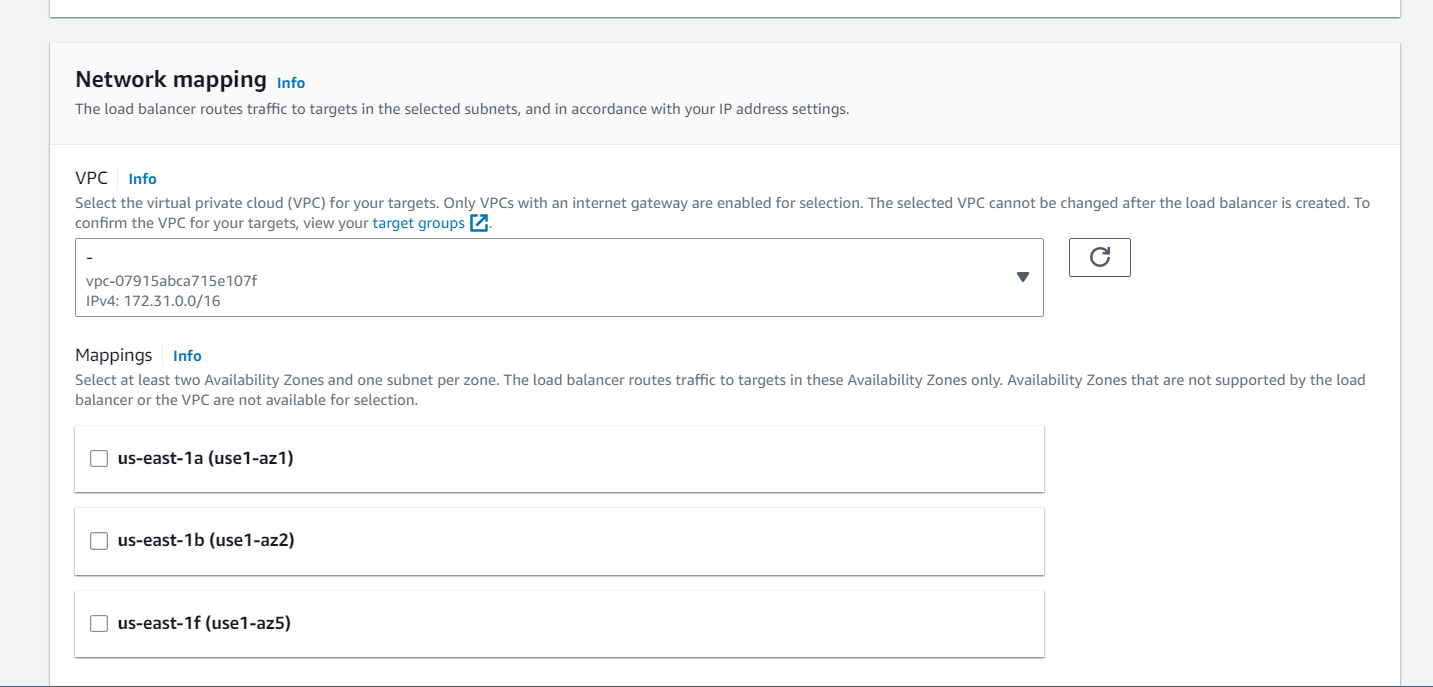 Network mapping Info
The load balancer routes traffic to targets in the selected subnets, and in accordance with your IP address settings.
VPC Info
Select the virtual private cloud (VPC) for your targets. Only VPCs with an internet gateway are enabled for selection. The selected VPC cannot be changed after the load balancer is created. To
confirm the VPC for your targets, view your target groups.
-
vpc-07915abca715e107f
IPv4: 172.31.0.0/16
Mappings Info
Select at least two Availability Zones and one subnet per zone. The load balancer routes traffic to targets in these Availability Zones only. Availability Zones that are not supported by the load
balancer or the VPC are not available for selection.
us-east-1a (use1-az1)
us-east-1b (use1-az2)
us-east-1f (use1-az5)